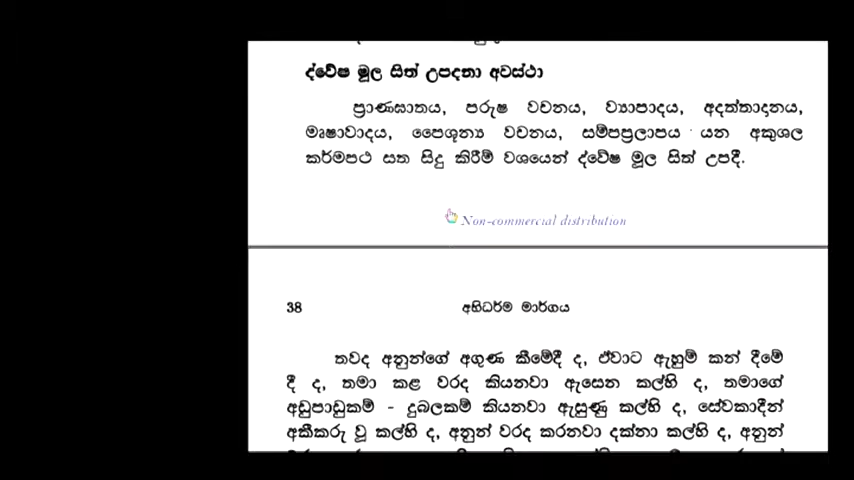 ද්වේෂ මූල සිත් උපදනා අවස්ථා
ප්‍රාණඝාතය, පරුෂ වචනය, ව්‍යාපාදය, අදත්තාදානය,
මෘෂාවාදය, පෛශුන්‍ය වචනය, සම්ඵප්‍රලාපය යන අකුශල
කර්මපථ සත සිදු කිරීම් වශයෙන් ද්වේෂ මූල සිත් උපදී.
Non-commercial distribution
38 අභිධර්ම මාර්ගය
තවද අනුන්ගේ අගුණ කීමේදී ද, ඒවාට ඇහුම් කන් දීමේ
දී ද, තමා කළ වරද කියනවා ඇසෙන කල්හි ද, තමාගේ
අඩුපාඩුකම් - දුබලකම් කියනවා ඇසුණු කල්හි ද, සේවකාදීන්
අකීකරු වූ කල්හි ද, අනුන් වරද කරනවා දක්නා කල්හි ද, අනුන්